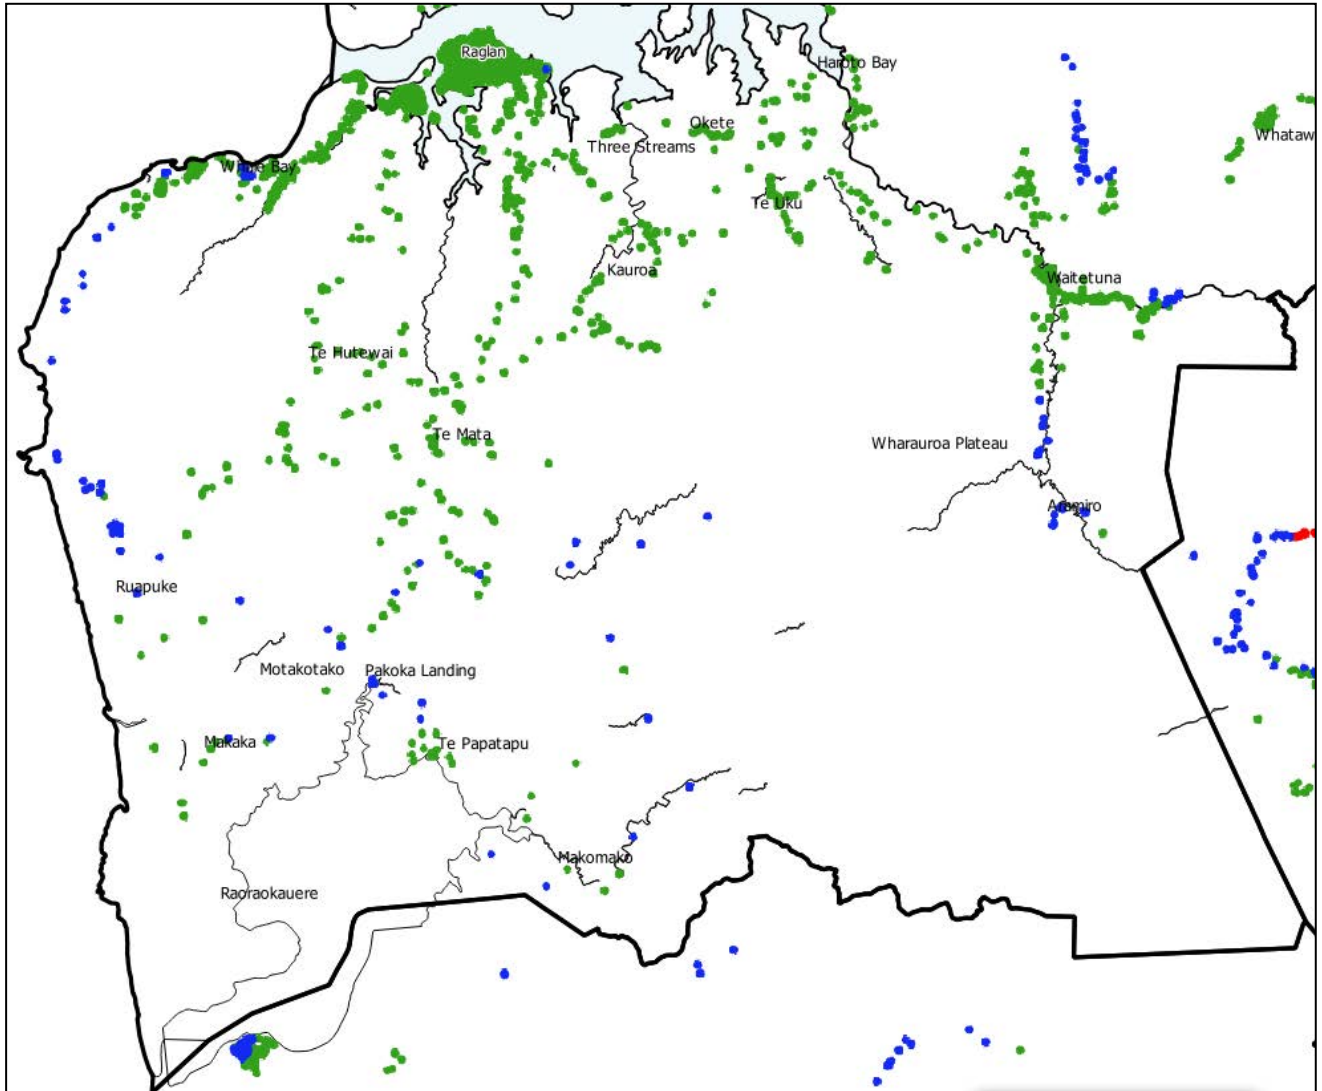 Raglan
Haroto Bay
Okete
Whataw
Three Streams
Whale Bay
Te Uku
Kauroa
Waitetuna
Te Hutewai
Te Mata
Wharauroa Plateau
Aramiro
Ruapuke
Motakotako
Pakoka Landing
Makaka
Te Papatapu
Makomako
Raoraokauere